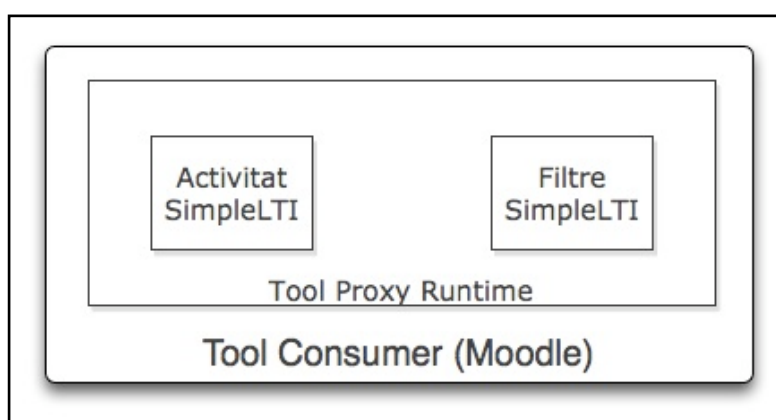 Activitat
SimpleLTI
Filtre
SimpleLTI
Tool Proxy Runtime
Tool Consumer (Moodle)